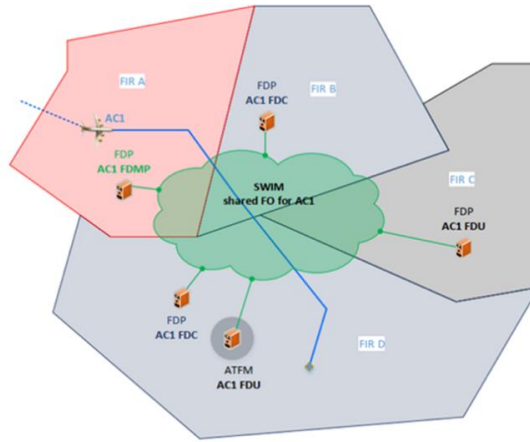 FIR A
AC1
FDP
AC1 FDMP
FDP
AC1 FDC
FIR B
SWIM
shared FO for AC1
FIR C
FDP
AC1 FDU
FDP
AC1 FDC
ATFM
AC1 FDU
FIR D